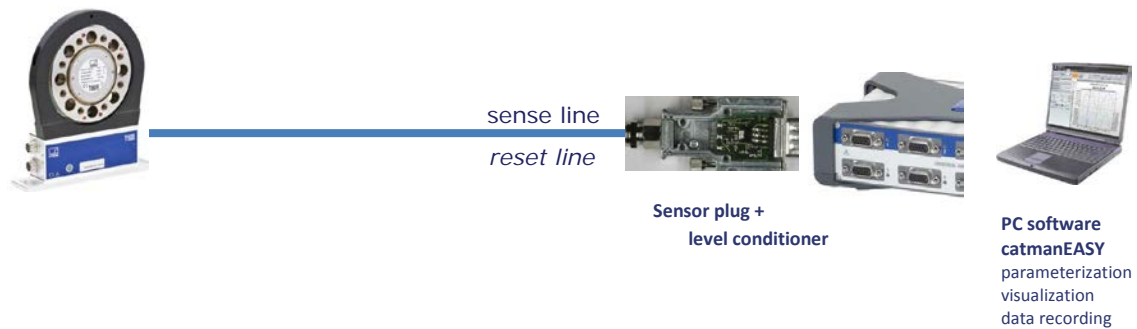 sense line
reset line
Sensor plug +
level conditioner
PC software
catmanEASY
parameterization
visualization
data recording